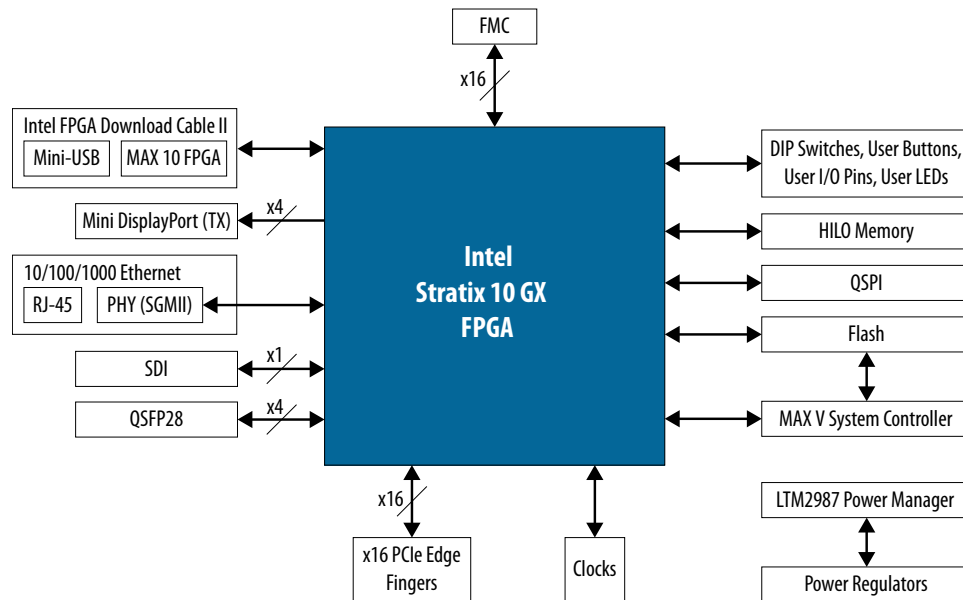 FMC
x16
Intel FPGA Download Cable II
Mini-USB
MAX 10 FPGA
Mini DisplayPort (TX)
x4
10/100/1000 Ethernet
RJ-45
PHY (SGMII)
SDI
x1
QSFP28
x4
Intel
Stratix 10 GX
FPGA
DIP Switches, User Buttons,
User I/O Pins, User LEDs
HILO Memory
QSPI
Flash
MAX V System Controller
LTM2987 Power Manager
Power Regulators
x16
x16 PCIe Edge
Fingers
Clocks